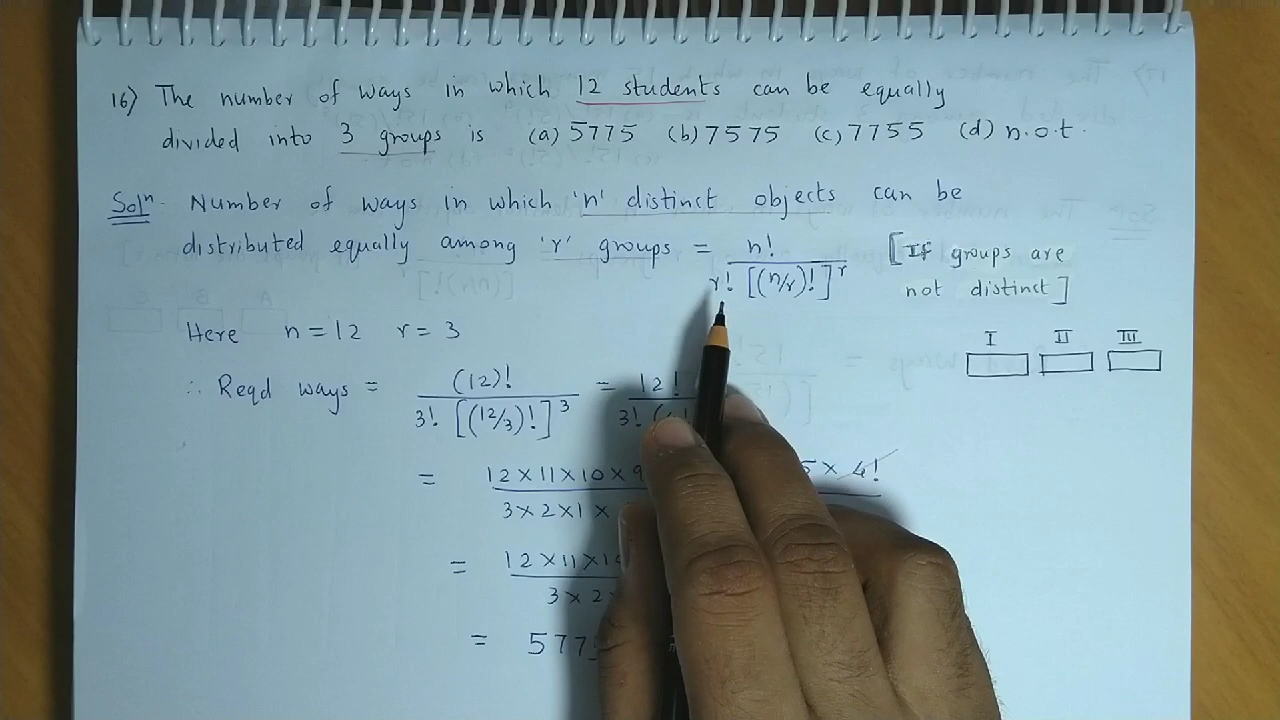 16) The number of ways in which 12 students can be equally
divided into 3 groups is (a) 5775 (b) 7575 (c) 7755 (d) n.o.t.
Solⁿ. Number of ways in which 'n' distinct objects can be
distributed equally among 'r' groups = n! / r! [(n/r)!]^r [If groups are
not distinct]
Here n = 12 r = 3
I II III
∴ Reqd ways = (12)! / 3! [(12/3)!]^3 = 12! / 3! (
= 12 × 11 × 10 × 9 × 4!
3 × 2 × 1 ×
= 12 × 11 × 10
3 × 2
= 577